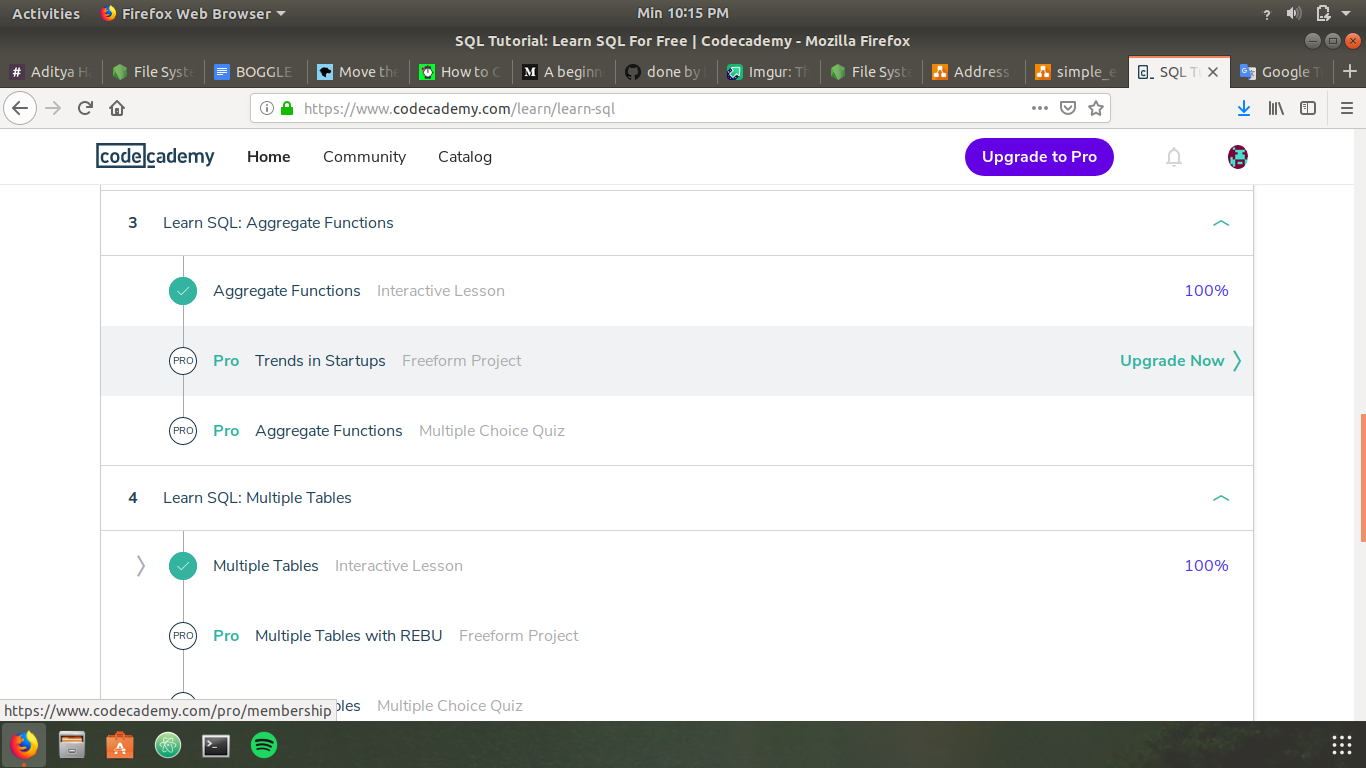 Activities Firefox Web Browser Min 10:15 PM ?
SQL Tutorial: Learn SQL For Free | Codecademy - Mozilla Firefox
Aditya File Syst BOGGLE Move the How to A beginn done by Imgur: File Syst Address simple_e SQL Google
https://www.codecademy.com/learn/learn-sql
codecademy Home Community Catalog Upgrade to Pro
3 Learn SQL: Aggregate Functions
Aggregate Functions Interactive Lesson 100%
PRO Pro Trends in Startups Freeform Project Upgrade Now
PRO Pro Aggregate Functions Multiple Choice Quiz
4 Learn SQL: Multiple Tables
Multiple Tables Interactive Lesson 100%
PRO Pro Multiple Tables with REBU Freeform Project
bles Multiple Choice Quiz
https://www.codecademy.com/pro/membership